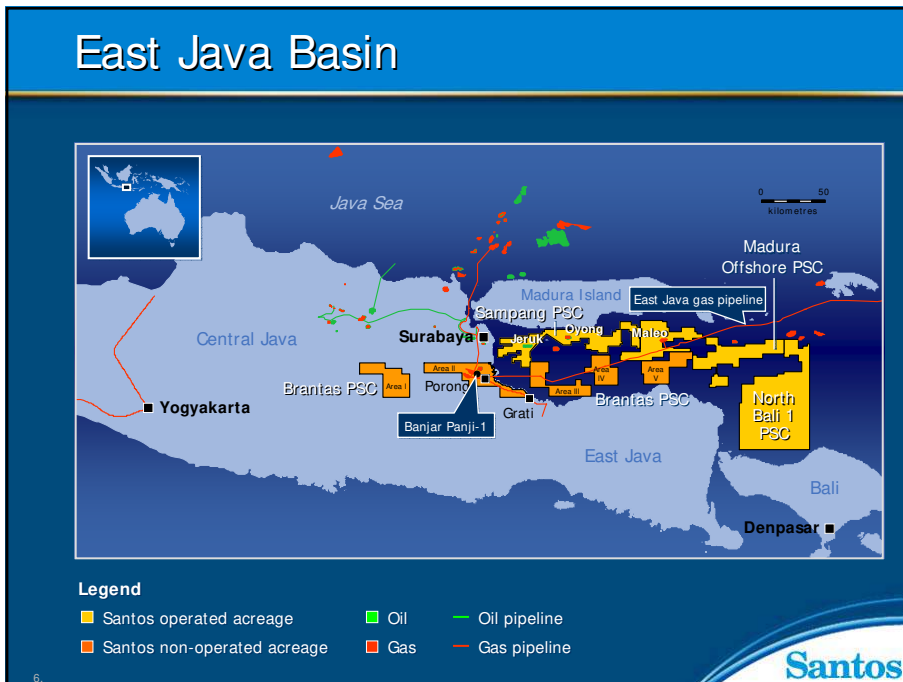 East Java Basin
Java Sea
0 50
kilometres
Madura
Offshore PSC
Madura Island
East Java gas pipeline
Sampang PSC
Central Java
Surabaya
Jeruk
Oyong
Maleo
Area II
Area I
Brantas PSC
Porong
Area
IV
Area
V
Area III
Brantas PSC
Yogyakarta
Grati
North
Bali 1
PSC
Banjar Panji-1
East Java
Bali
Denpasar
Legend
Santos operated acreage
Oil
Oil pipeline
Santos non-operated acreage
Gas
Gas pipeline
Santos
6.